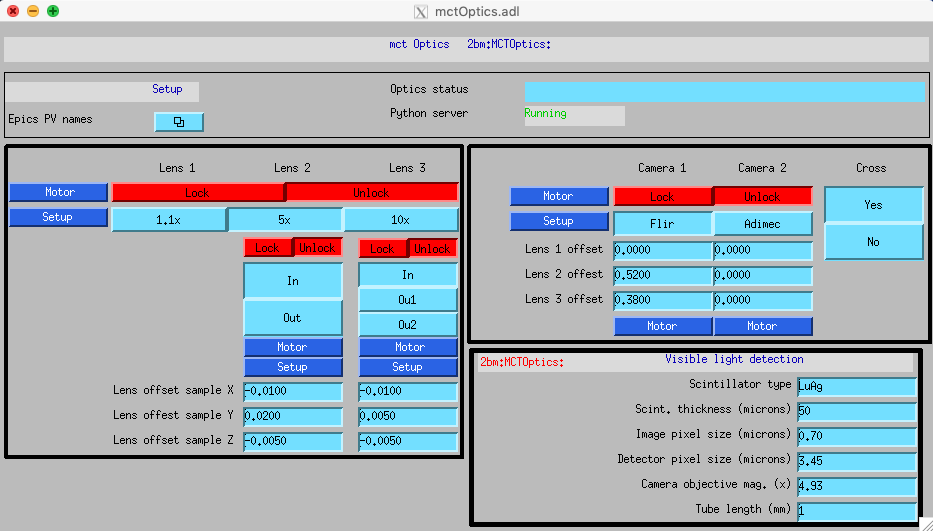 mctOptics.adl
mct Optics 2bm:MCTOptics:
Setup
Optics status
Epics PV names
Python server Running
Lens 1 Lens 2 Lens 3
Motor Lock Unlock
Setup 1.1x 5x 10x
Lock Unlock Lock Unlock
In In
Ou1
Out Ou2
Motor Motor
Setup Setup
Lens offset sample X -0.0100 -0.0100
Lens offest sample Y 0.0200 0.0050
Lens offset sample Z -0.0050 -0.0050
Camera 1 Camera 2 Cross
Motor Lock Unlock Yes
Setup Flir Adimec No
Lens 1 offset 0.0000 0.0000
Lens 2 offest 0.5200 0.0000
Lens 3 offset 0.3800 0.0000
Motor Motor
2bm:MCTOptics: Visible light detection
Scintillator type LuAg
Scint. thickness (microns) 50
Image pixel size (microns) 0.70
Detector pixel size (microns) 3.45
Camera objective mag. (x) 4.93
Tube length (mm) 1